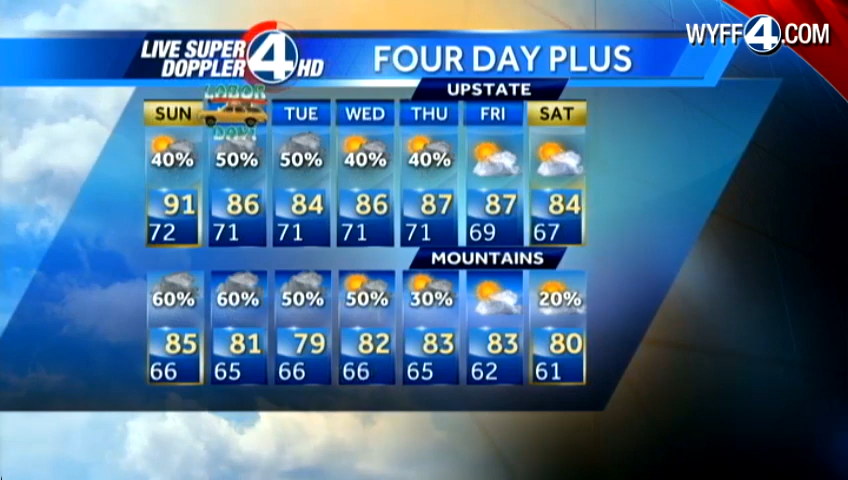 WYFF4.COM
LIVE SUPER
DOPPLER 4 HD
FOUR DAY PLUS
UPSTATE
SUN LABOR DAY! TUE WED THU FRI SAT
40% 50% 50% 40% 40%
91 86 84 86 87 87 84
72 71 71 71 71 69 67
MOUNTAINS
60% 60% 50% 50% 30% 20%
85 81 79 82 83 83 80
66 65 66 66 65 62 61